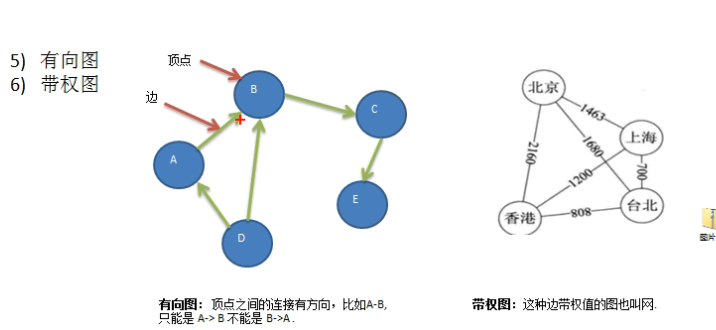 5) 有向图
6) 带权图
顶点
边
B
C
A
E
D
北京
1463
上海
2160
1680
700
1200
香港
808
台北
图片
有向图：顶点之间的连接有方向，比如A-B,
只能是 A-> B 不能是 B->A .
带权图：这种边带权值的图也叫网.